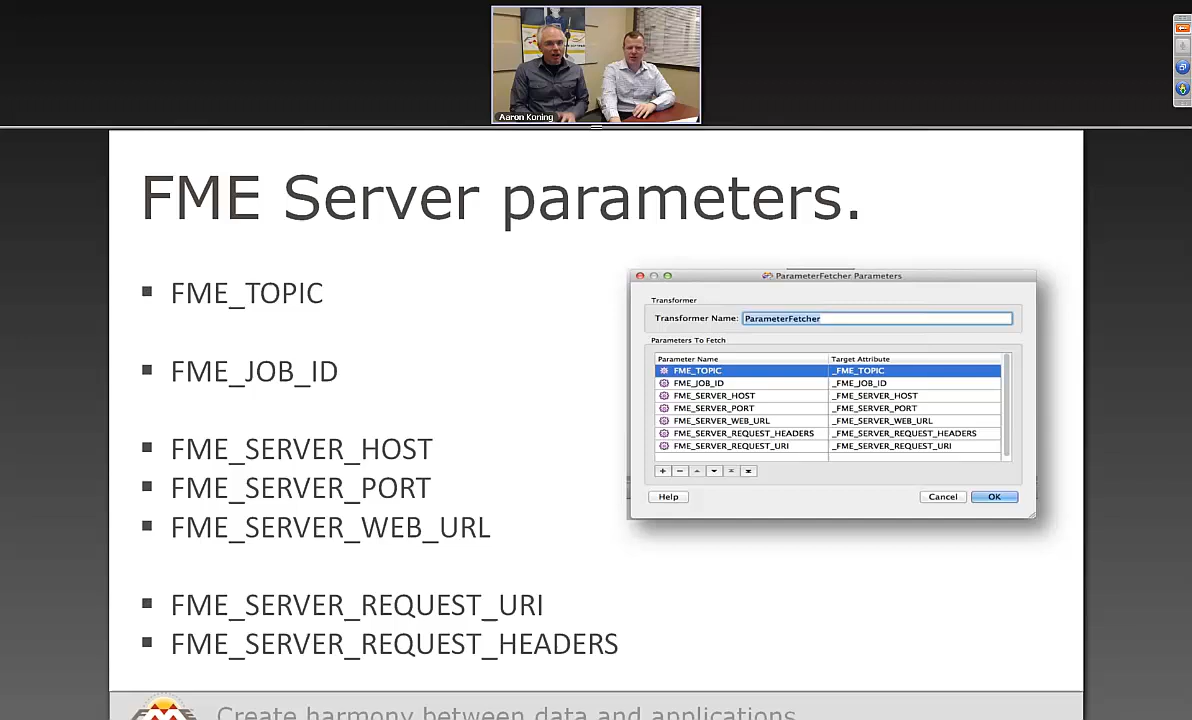 Aaron Koning
FME Server parameters.
FME_TOPIC
FME_JOB_ID
FME_SERVER_HOST
FME_SERVER_PORT
FME_SERVER_WEB_URL
FME_SERVER_REQUEST_URI
FME_SERVER_REQUEST_HEADERS
ParameterFetcher Parameters
Transformer
Transformer Name: ParameterFetcher
Parameters To Fetch
Parameter Name Target Attribute
FME_TOPIC _FME_TOPIC
FME_JOB_ID _FME_JOB_ID
FME_SERVER_HOST _FME_SERVER_HOST
FME_SERVER_PORT _FME_SERVER_PORT
FME_SERVER_WEB_URL _FME_SERVER_WEB_URL
FME_SERVER_REQUEST_HEADERS _FME_SERVER_REQUEST_HEADERS
FME_SERVER_REQUEST_URI _FME_SERVER_REQUEST_URI
Help Cancel OK
FME Create harmony between data and applications